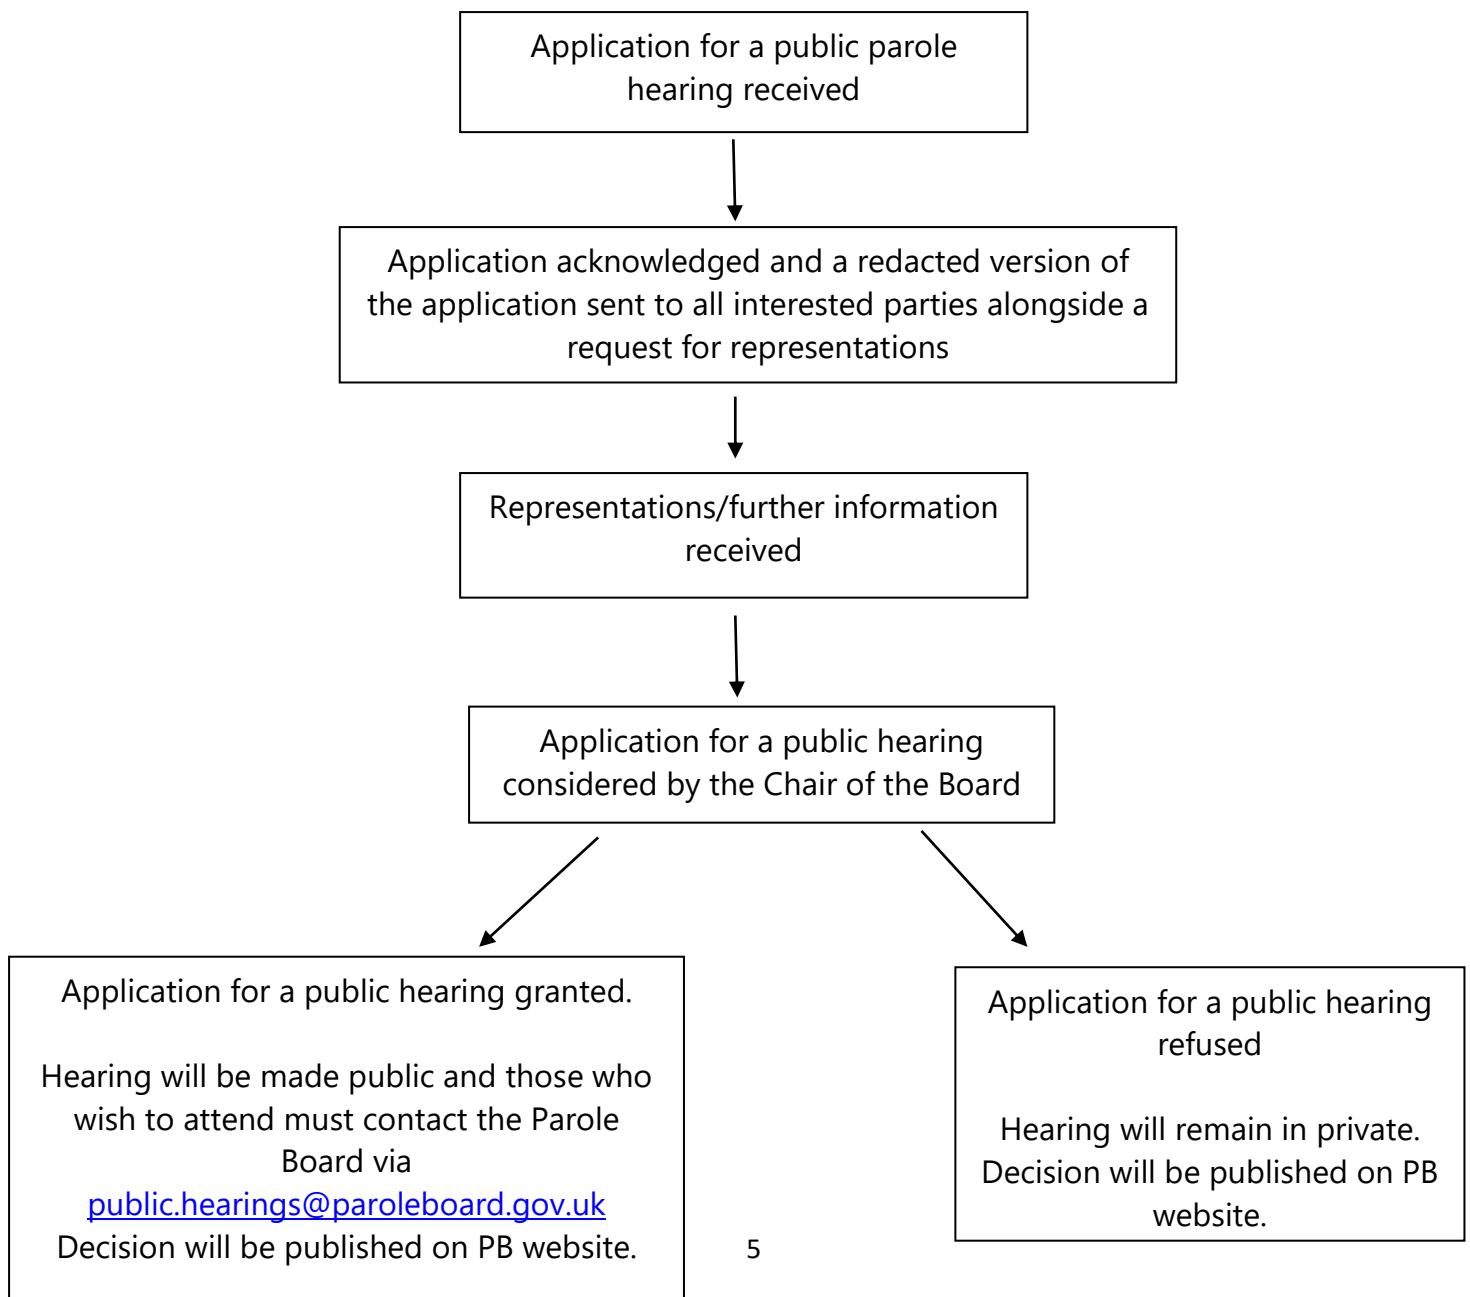 Application for a public parole
hearing received
Application acknowledged and a redacted version of
the application sent to all interested parties alongside a
request for representations
Representations/further information
received
Application for a public hearing
considered by the Chair of the Board
Application for a public hearing granted.
Hearing will be made public and those who
wish to attend must contact the Parole
Board via
public.hearings@paroleboard.gov.uk
Decision will be published on PB website.
Application for a public hearing
refused
Hearing will remain in private.
Decision will be published on PB
website.
5